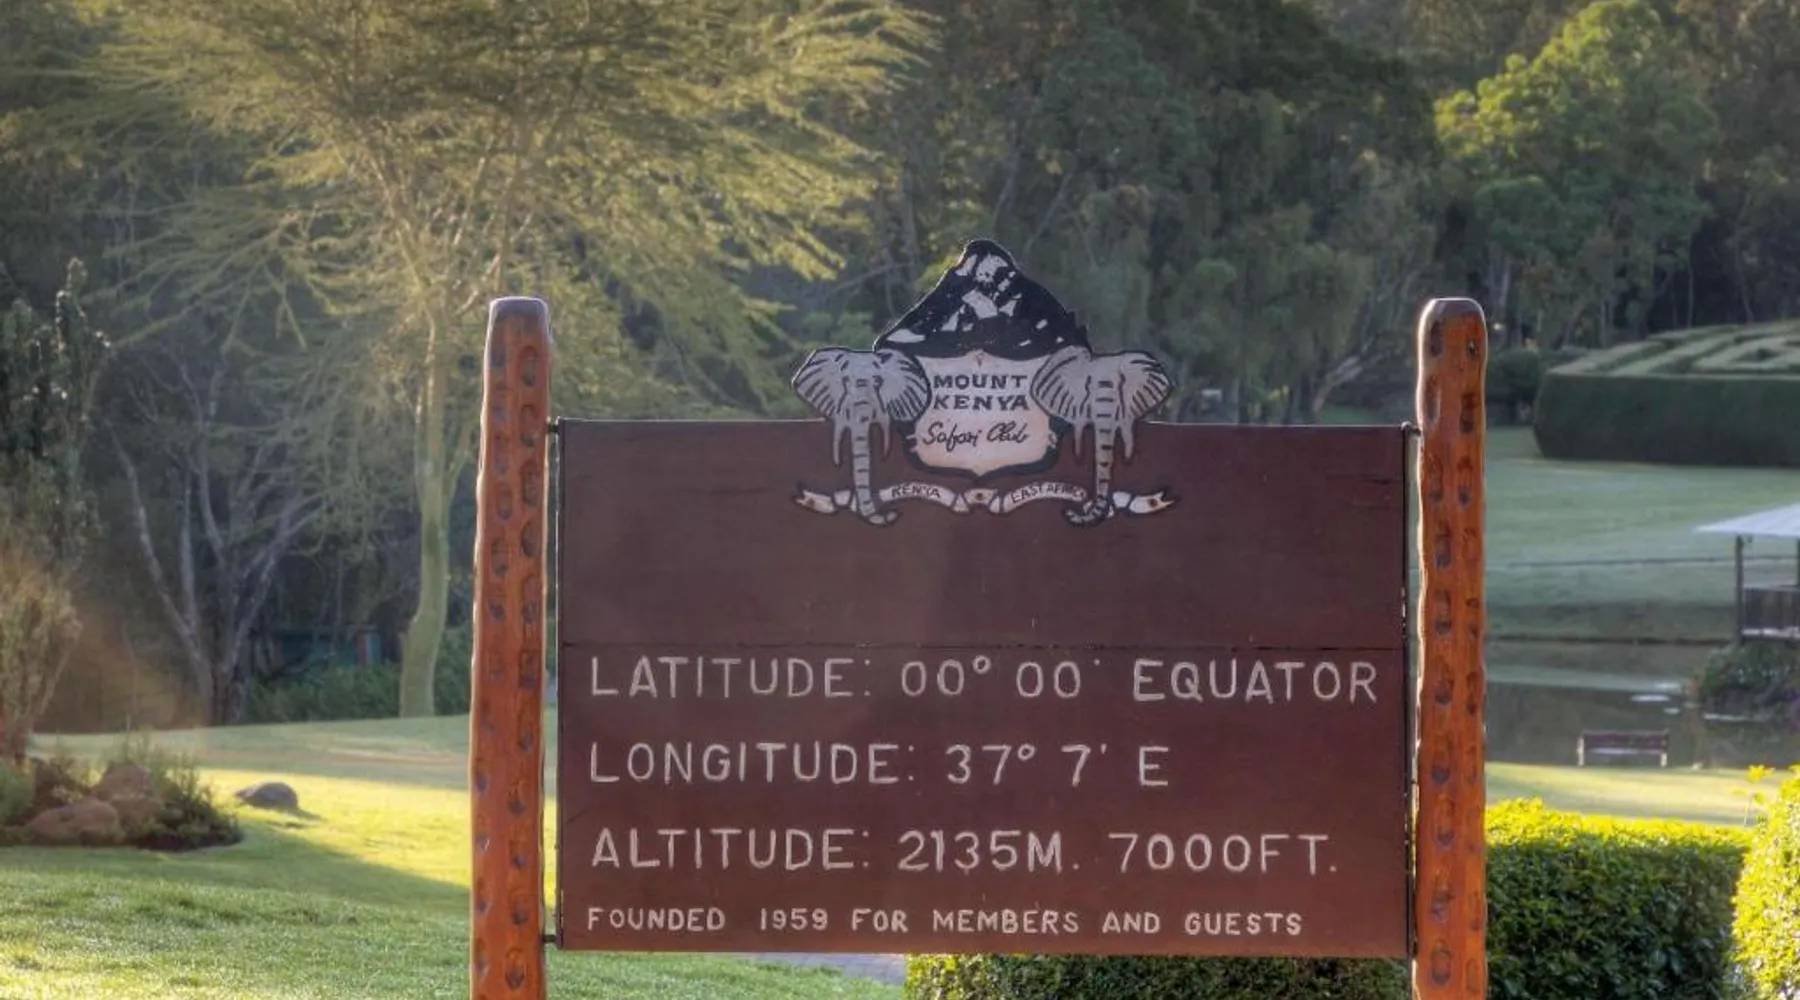 MOUNT
KENYA
Safari Club
KENYA EAST AFRICA
LATITUDE: 00° 00' EQUATOR
LONGITUDE: 37° 7' E
ALTITUDE: 2135M. 7000FT.
FOUNDED 1959 FOR MEMBERS AND GUESTS